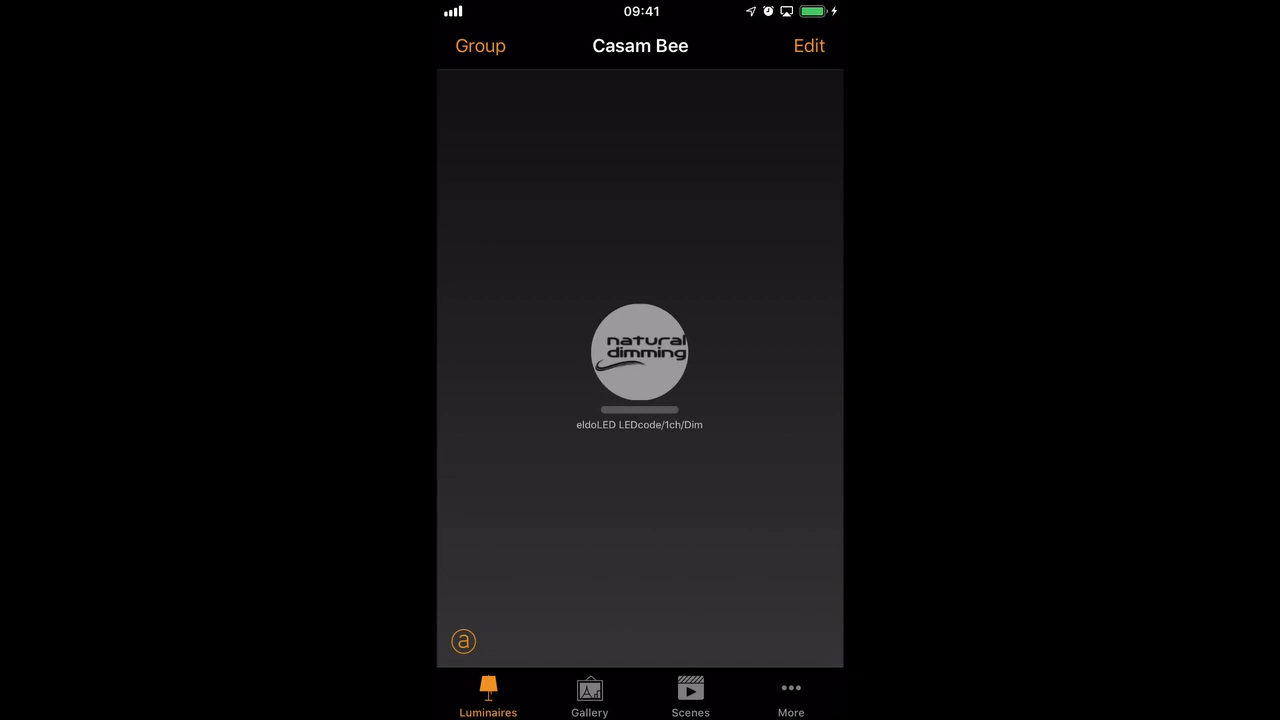 09:41
Group
Casam Bee
Edit
natural
dimming
eldoLED LEDcode/1ch/Dim
a
Luminaires
Gallery
Scenes
More